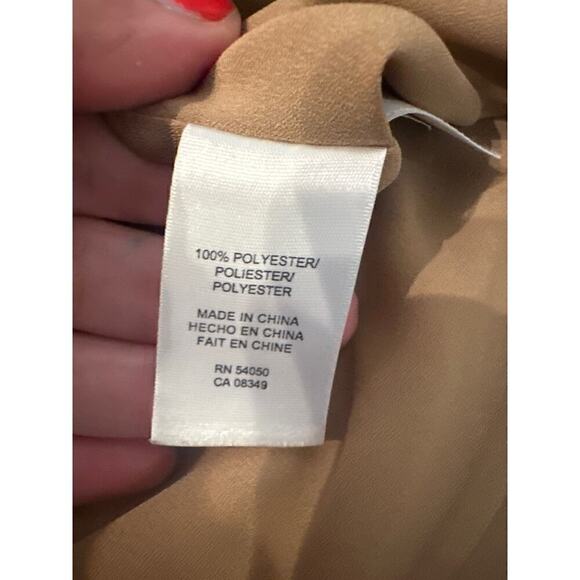 100% POLYESTER/
POLIESTER/
POLYESTER
MADE IN CHINA
HECHO EN CHINA
FAIT EN CHINE
RN 54050
CA 08349